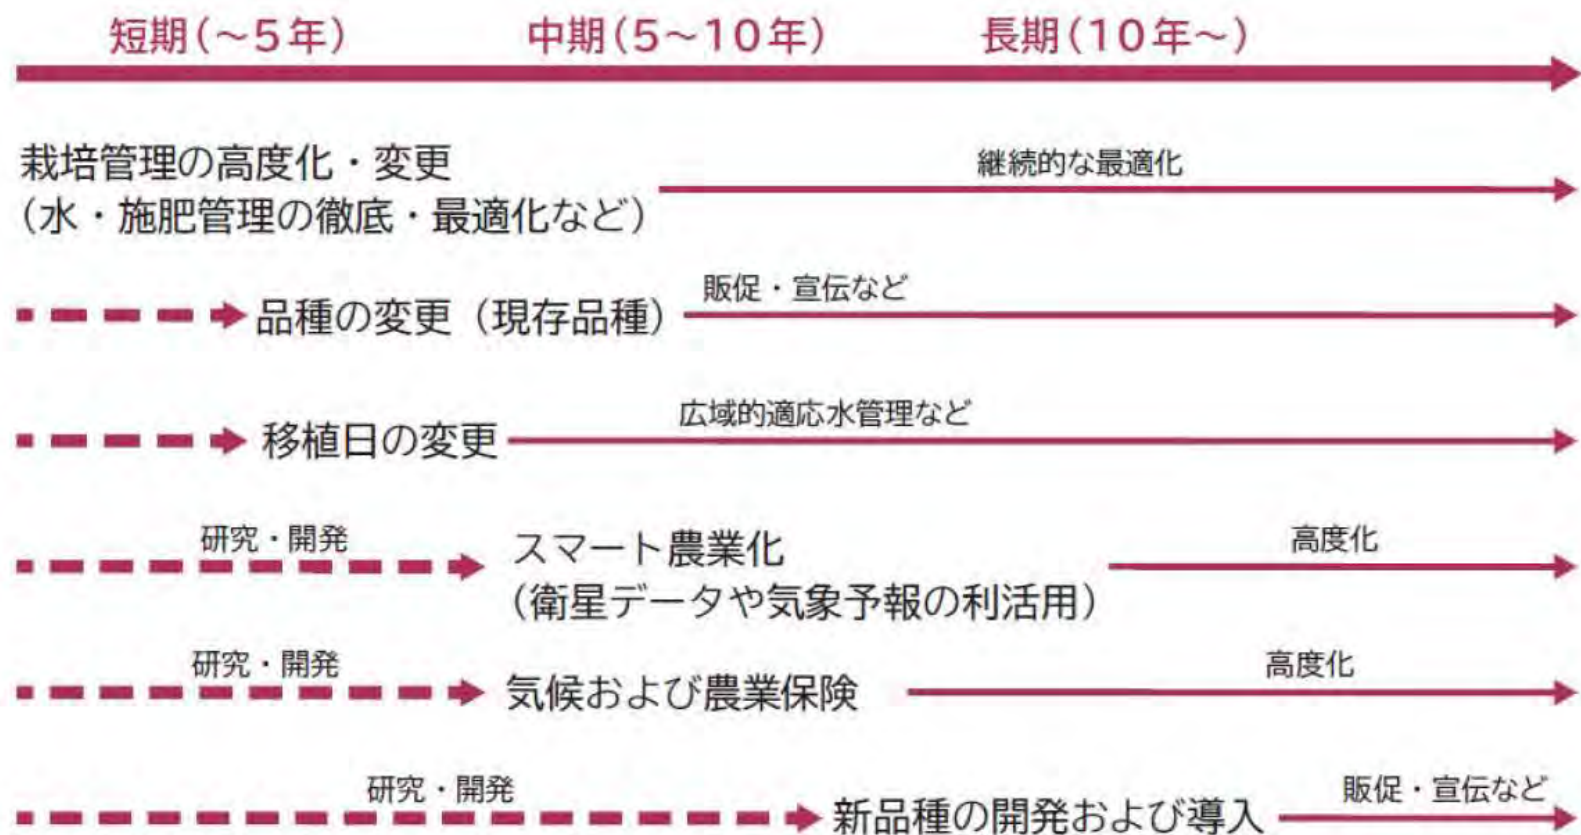 短期（～5年）　中期（5～10年）　長期（10年～）
栽培管理の高度化・変更
（水・施肥管理の徹底・最適化など）
継続的な最適化
品種の変更（現存品種）
販促・宣伝など
移植日の変更
広域的適応水管理など
研究・開発
スマート農業化
（衛星データや気象予報の利活用）
高度化
研究・開発
気候および農業保険
高度化
研究・開発
新品種の開発および導入
販促・宣伝など